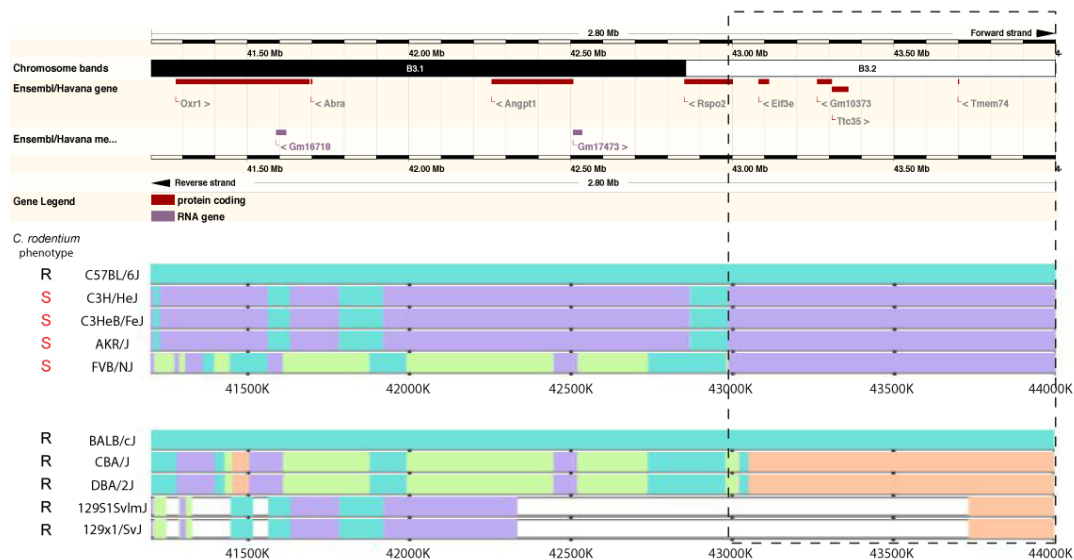 2.80 Mb Forward strand
41.50 Mb 42.00 Mb 42.50 Mb 43.00 Mb 43.50 Mb 4
Chromosome bands B3.1 B3.2
Ensembl/Havana gene
Oxr1 > < Abra < Angpt1 < Rspo2 < Eif3e < Gm10373 < Tmem74
Ttc35 >
Ensembl/Havana me...
< Gm16718 Gm17473 >
41.50 Mb 42.00 Mb 42.50 Mb 43.00 Mb 43.50 Mb 4
Reverse strand 2.80 Mb
Gene Legend protein coding
RNA gene
C. rodentium
phenotype
R C57BL/6J
S C3H/HeJ
S C3HeB/FeJ
S AKR/J
S FVB/NJ
41500K 42000K 42500K 43000K 43500K 44000K
R BALB/cJ
R CBA/J
R DBA/2J
R 129S1SvlmJ
R 129x1/SvJ
41500K 42000K 42500K 43000K 43500K 44000K